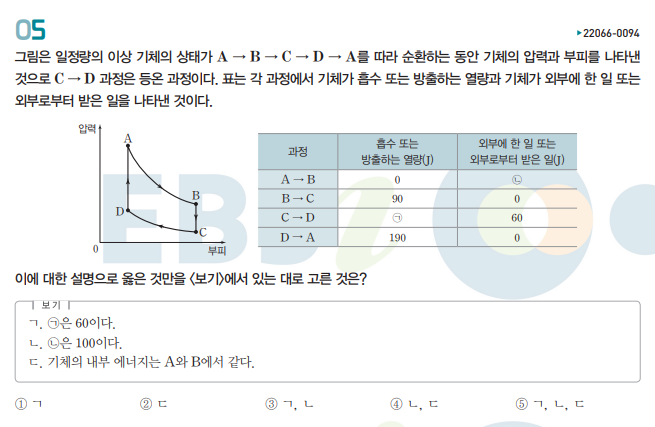 05
▶22066-0094
그림은 일정량의 이상 기체의 상태가 A → B → C → D → A를 따라 순환하는 동안 기체의 압력과 부피를 나타낸
것으로 C → D 과정은 등온 과정이다. 표는 각 과정에서 기체가 흡수 또는 방출하는 열량과 기체가 외부에 한 일 또는
외부로부터 받은 일을 나타낸 것이다.
압력
A
B
D
C
0
부피
과정 흡수 또는 방출하는 열량(J) 외부에 한 일 또는 외부로부터 받은 일(J)
A → B 0 ㉡
B → C 90 0
C → D ㉠ 60
D → A 190 0
EBSi
이에 대한 설명으로 옳은 것만을 〈보기〉에서 있는 대로 고른 것은?
| 보기 |
ㄱ. ㉠은 60이다.
ㄴ. ㉡은 100이다.
ㄷ. 기체의 내부 에너지는 A와 B에서 같다.
① ㄱ ② ㄷ ③ ㄱ, ㄴ ④ ㄴ, ㄷ ⑤ ㄱ, ㄴ, ㄷ